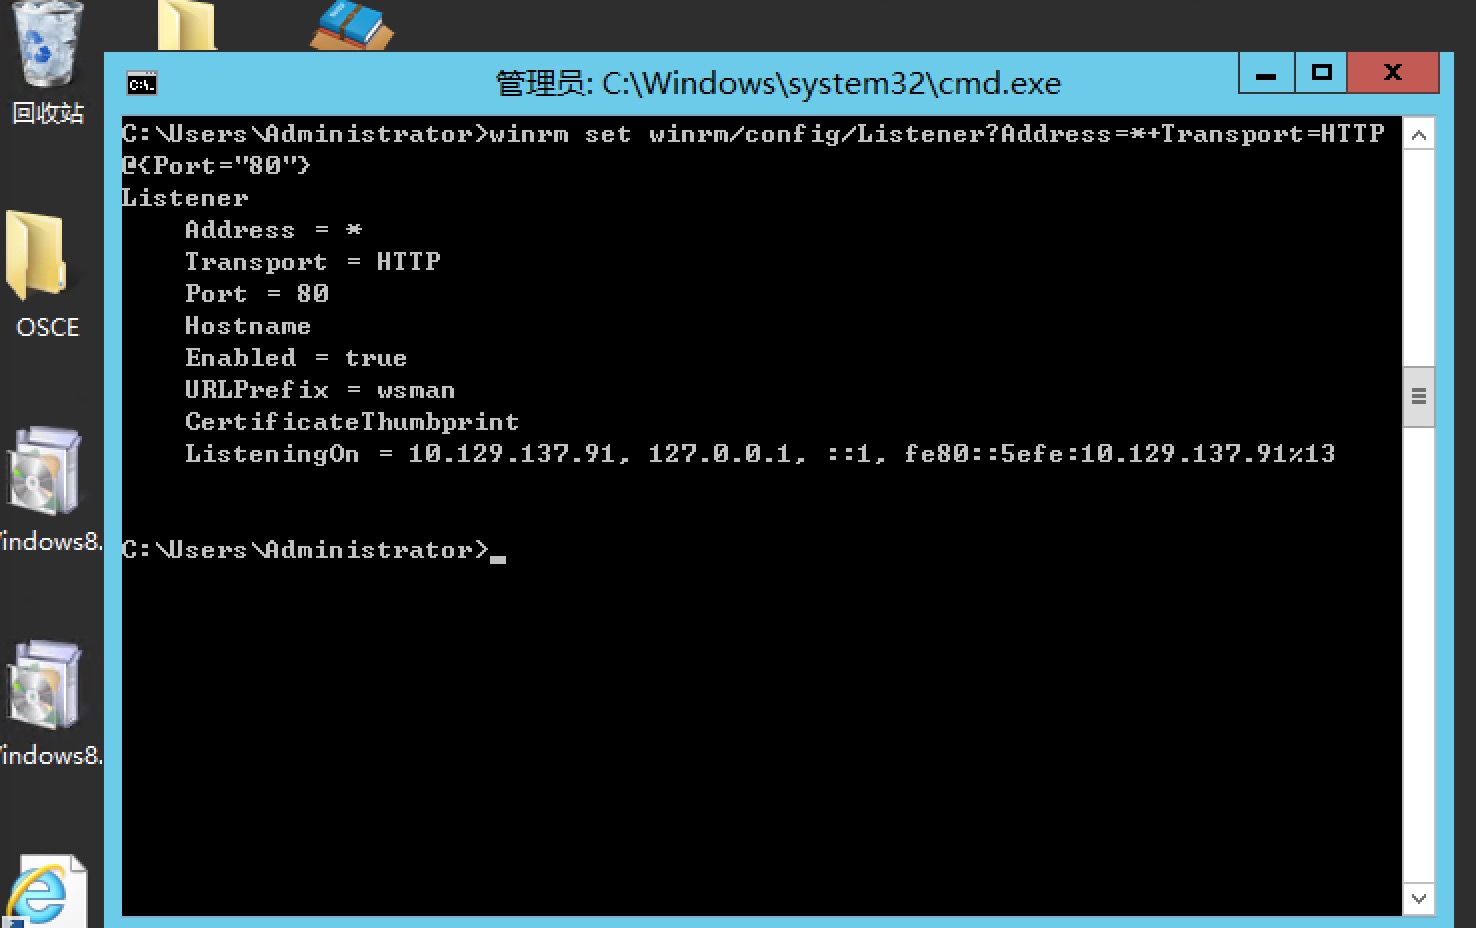 回收站
管理员: C:\Windows\system32\cmd.exe
C:\Users\Administrator>winrm set winrm/config/Listener?Address=*+Transport=HTTP
@{Port="80"}
Listener
    Address = *
    Transport = HTTP
    Port = 80
    Hostname
    Enabled = true
    URLPrefix = wsman
    CertificateThumbprint
    ListeningOn = 10.129.137.91, 127.0.0.1, ::1, fe80::5efe:10.129.137.91%13
C:\Users\Administrator>
OSCE
indows8.
indows8.